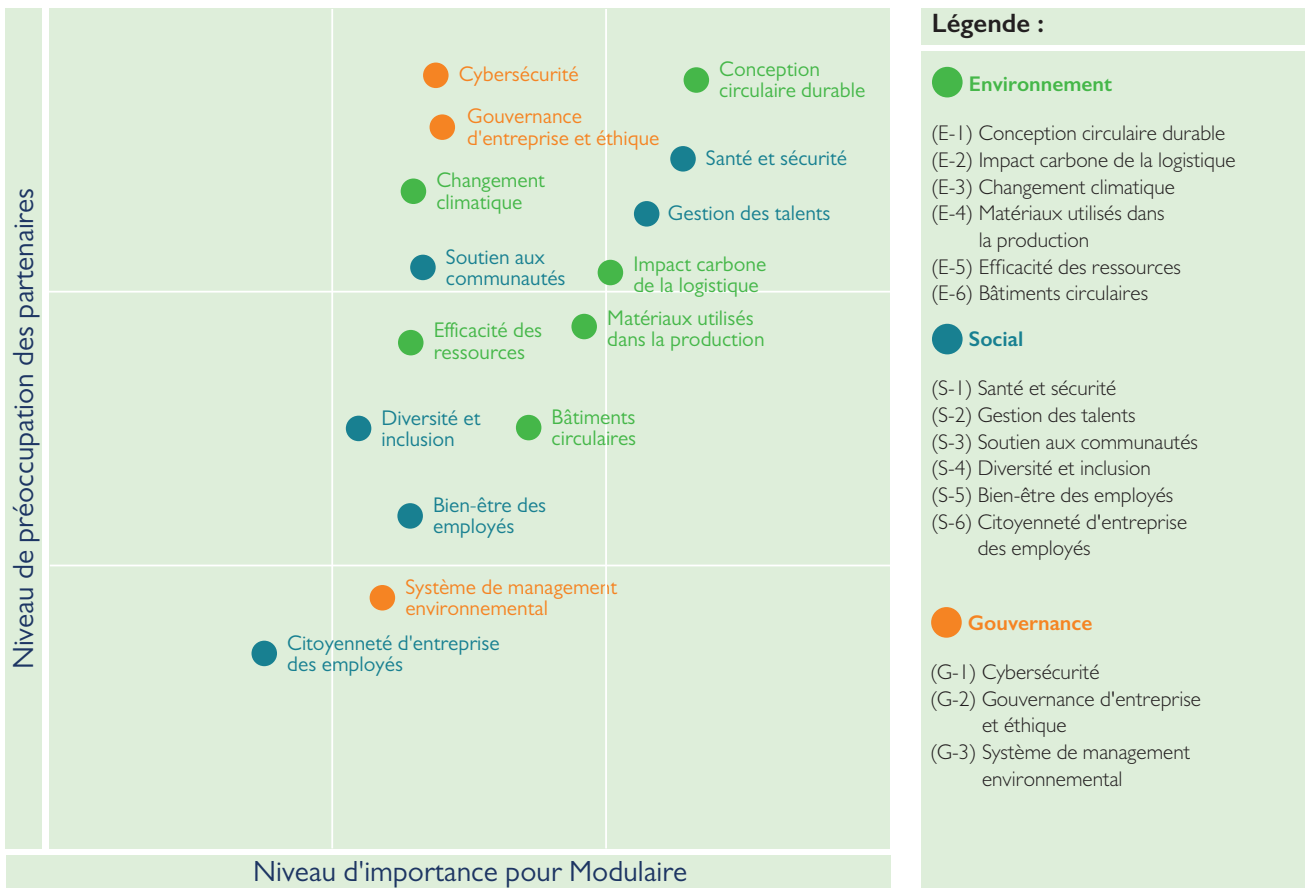 Niveau de préoccupation des partenaires
Cybersécurité
Gouvernance
d'entreprise et éthique
Changement
climatique
Soutien aux
communautés
Efficacité des
ressources
Diversité et
inclusion
Bien-être des
employés
Système de management
environnemental
Citoyenneté d'entreprise
des employés
Conception
circulaire durable
Santé et sécurité
Gestion des talents
Impact carbone
de la logistique
Matériaux utilisés
dans la production
Bâtiments
circulaires
Niveau d'importance pour Modulaire
Légende :
Environnement
(E-1) Conception circulaire durable
(E-2) Impact carbone de la logistique
(E-3) Changement climatique
(E-4) Matériaux utilisés dans
la production
(E-5) Efficacité des ressources
(E-6) Bâtiments circulaires
Social
(S-1) Santé et sécurité
(S-2) Gestion des talents
(S-3) Soutien aux communautés
(S-4) Diversité et inclusion
(S-5) Bien-être des employés
(S-6) Citoyenneté d'entreprise
des employés
Gouvernance
(G-1) Cybersécurité
(G-2) Gouvernance d'entreprise
et éthique
(G-3) Système de management
environnemental